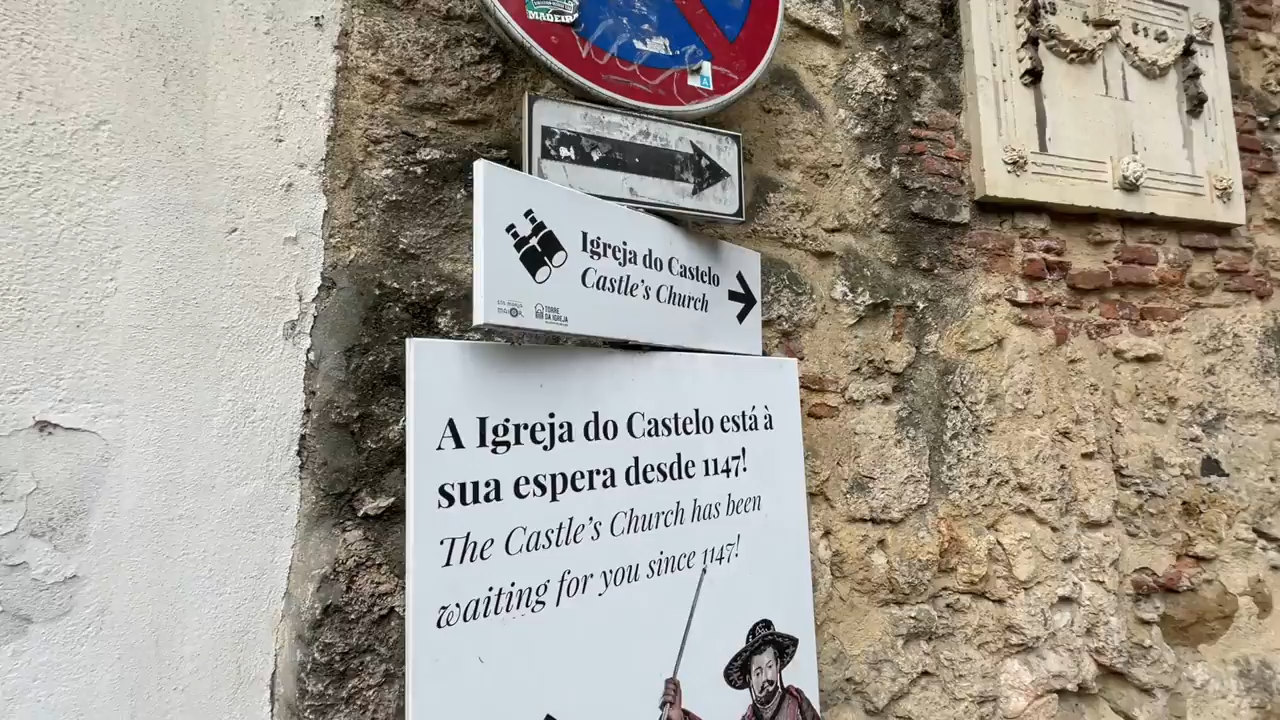 MADEIRA
Igreja do Castelo
Castle's Church
TORRE
DA IGREJA
A Igreja do Castelo está à
sua espera desde 1147!
The Castle's Church has been
waiting for you since 1147!